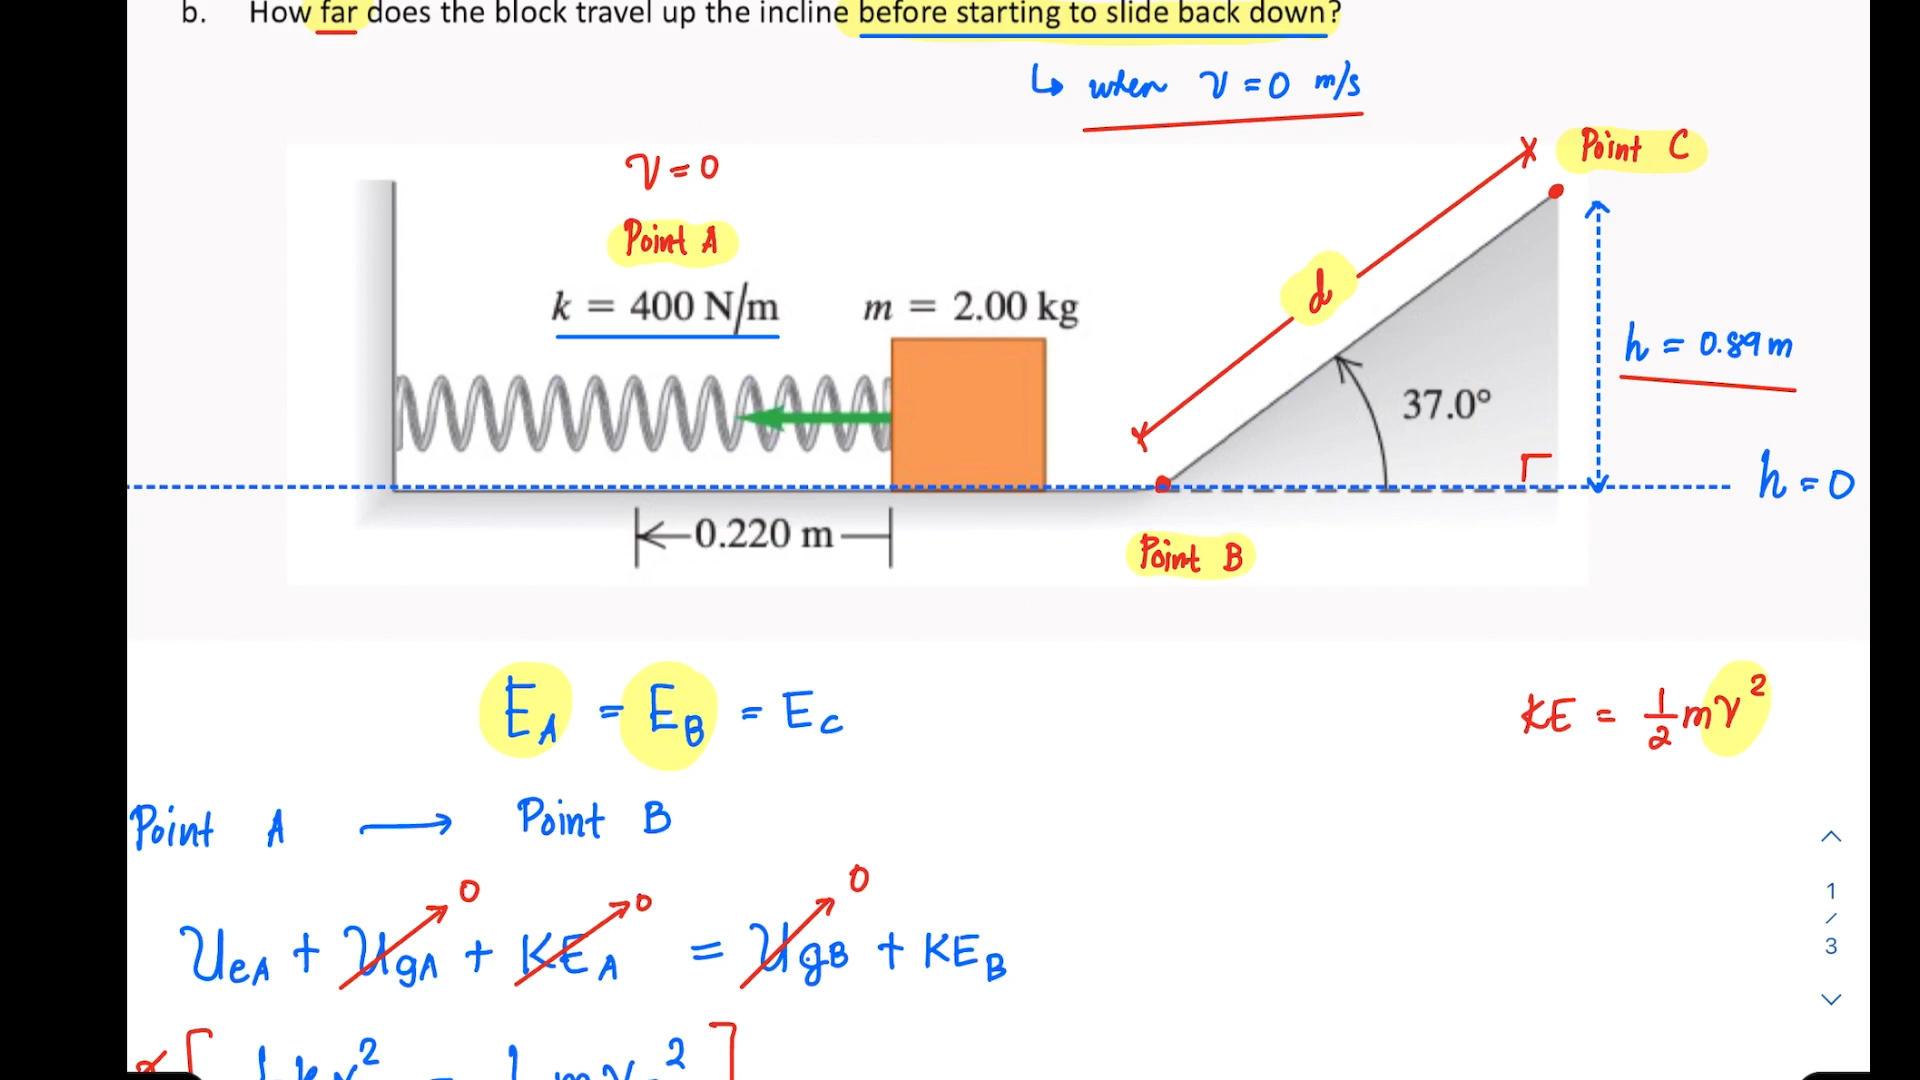 b. How far does the block travel up the incline before starting to slide back down?
↳ when v = 0 m/s
v = 0
Point C
Point A
k = 400 N/m
m = 2.00 kg
d
h = 0.89 m
37.0°
h = 0
0.220 m
Point B
E_A = E_B = E_C
KE = 1/2 mv²
Point A → Point B
0 0 0
U_eA + U_gA + KE_A = U_gB + KE_B
1
/
3